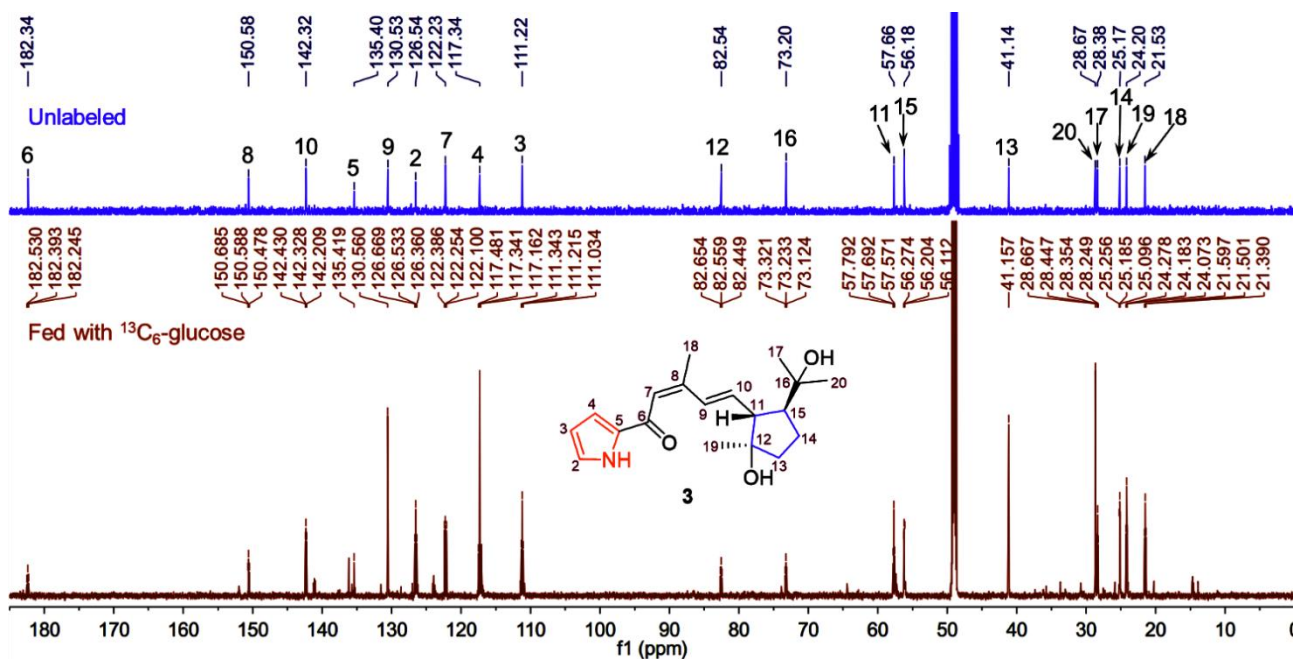 182.34 150.58 142.32 135.40 130.53 126.54 122.23 117.34 111.22 82.54 73.20 57.66 56.18 41.14 28.67 28.38 25.17 24.20 21.53
Unlabeled
6 8 10 5 9 2 7 4 3 12 16 11 15 13 20 17 14 19 18
182.530 182.393 182.245 150.685 150.588 150.478 142.430 142.328 142.209 135.419 130.560 126.669 126.533 126.360 122.386 122.254 122.100 117.481 117.341 117.162 111.343 111.215 111.034 82.654 82.559 82.449 73.321 73.233 73.124 57.792 57.692 57.571 56.274 56.204 56.112 41.157 28.667 28.447 28.354 28.249 25.256 25.185 25.096 24.278 24.183 24.073 21.597 21.501 21.390
Fed with ¹³C₆-glucose
18 17 OH
8 10 16 20
7 9 11 15
4 6 H
3 5 O 19 12 14
2 NH OH 13
3
180 170 160 150 140 130 120 110 100 90 80 70 60 50 40 30 20 10 0
f1 (ppm)